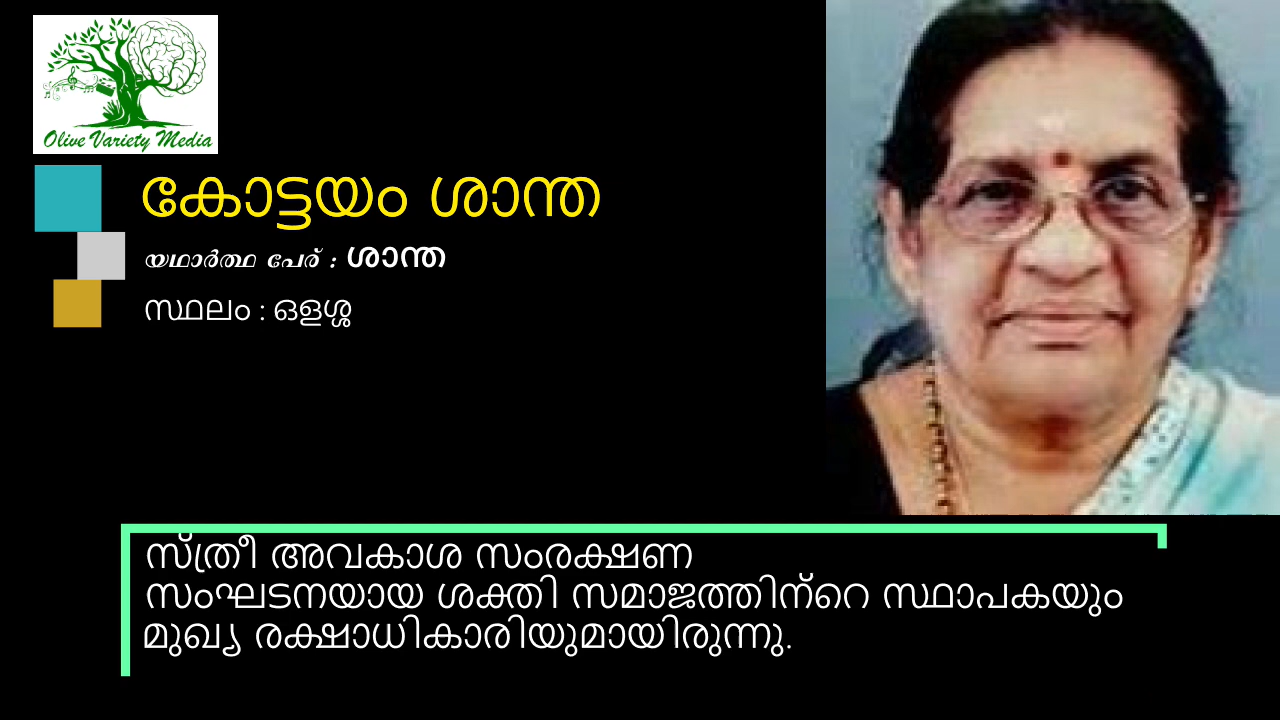 Olive Variety Media
കോട്ടയം ശാന്ത
യഥാർത്ഥ പേര് : ശാന്ത
സ്ഥലം : ഒളശ്ശ
സ്ത്രീ അവകാശ സംരക്ഷണ
സംഘടനയായ ശക്തി സമാജത്തിന്റെ സ്ഥാപകയും
മുഖ്യ രക്ഷാധികാരിയുമായിരുന്നു.